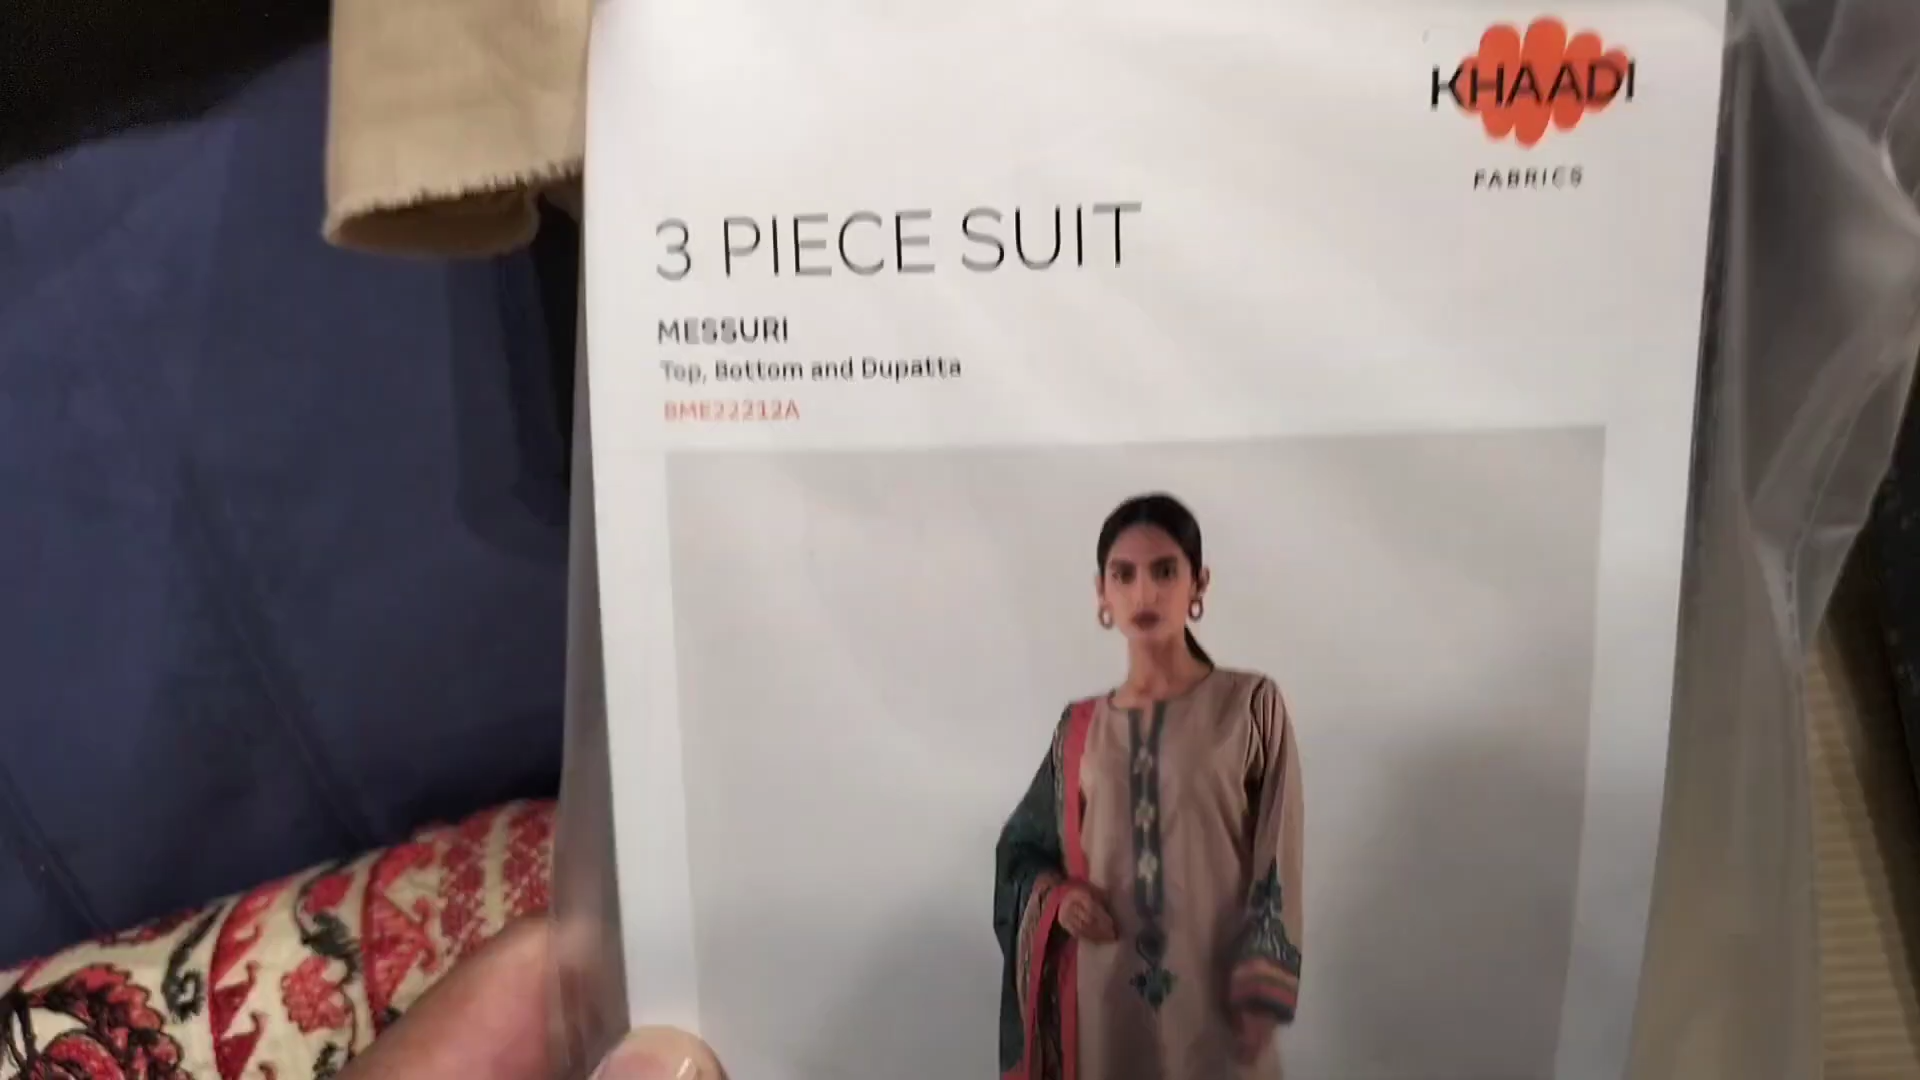 KHAADI
FABRICS
3 PIECE SUIT
MESSURI
Top, Bottom and Dupatta
BME22212A